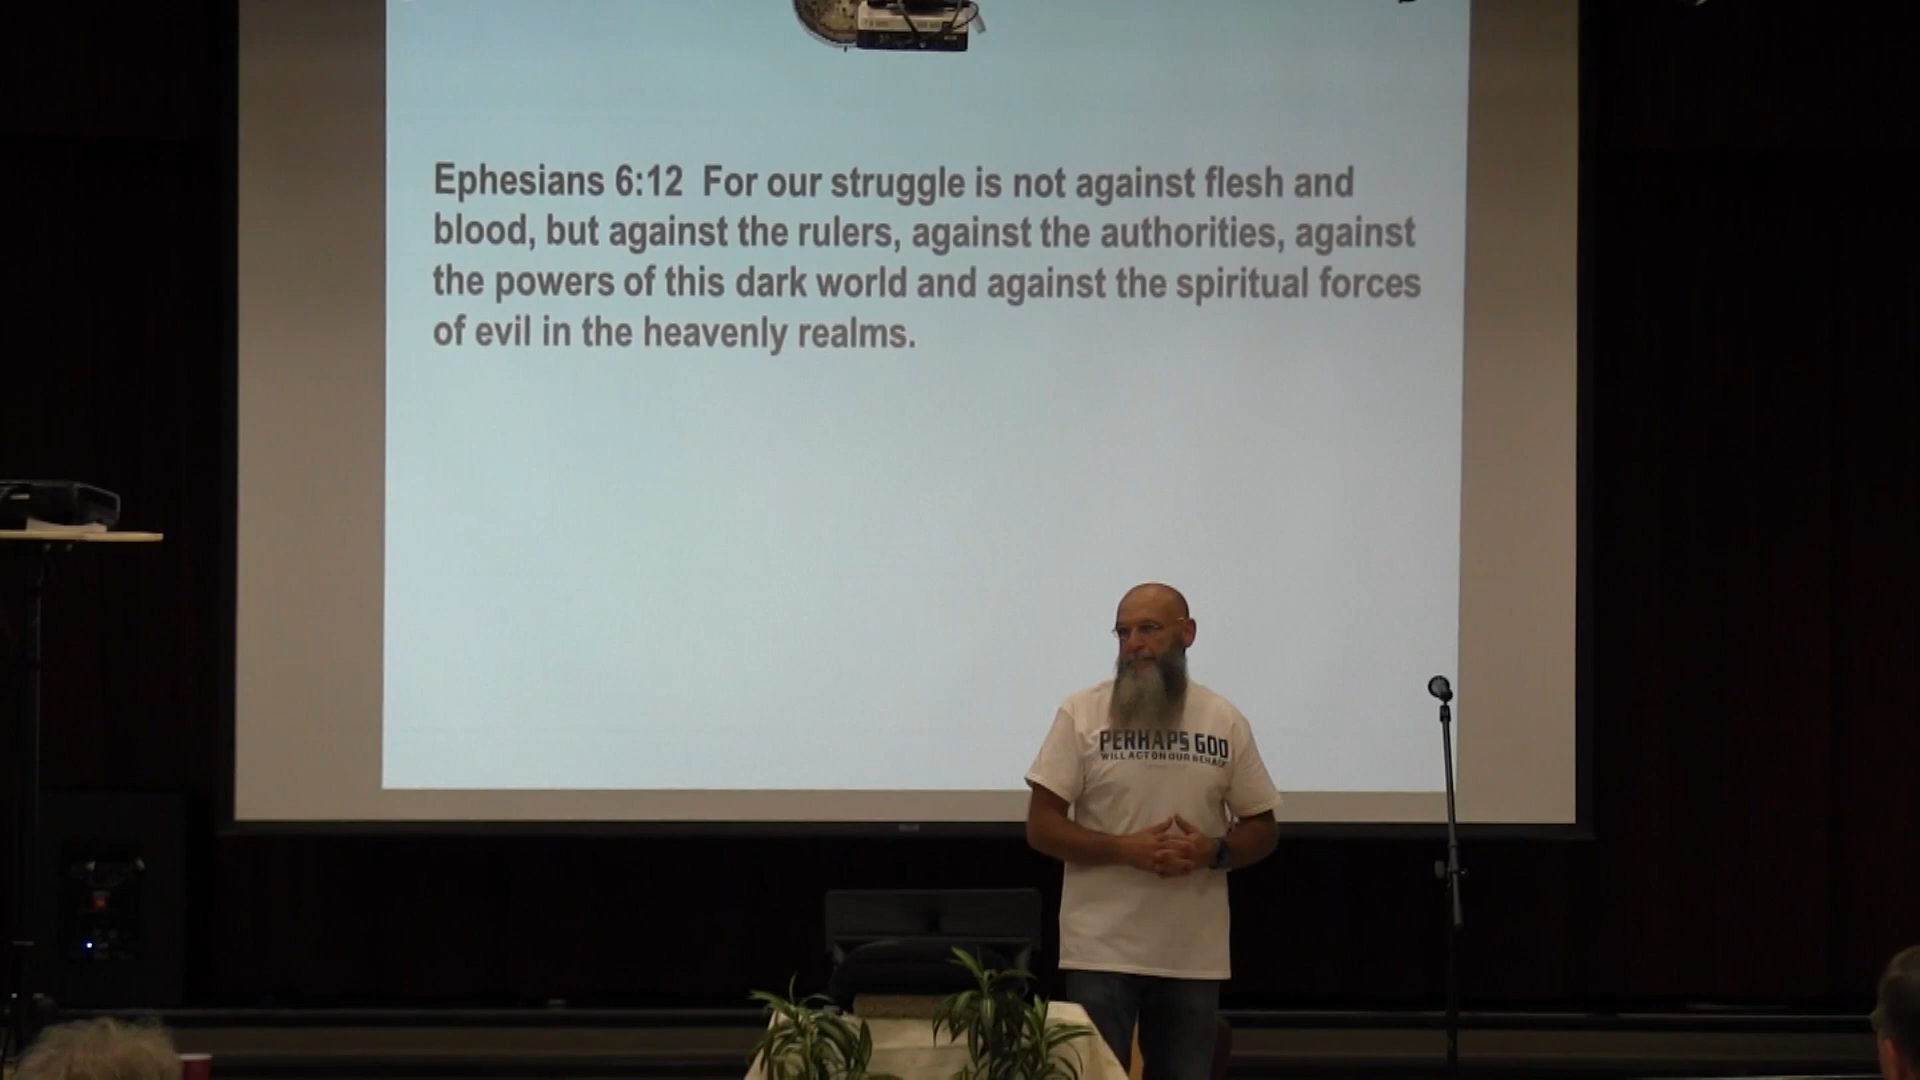 Ephesians 6:12 For our struggle is not against flesh and
blood, but against the rulers, against the authorities, against
the powers of this dark world and against the spiritual forces
of evil in the heavenly realms.
PERHAPS GOD
WILL ACT ON OUR BEHALF